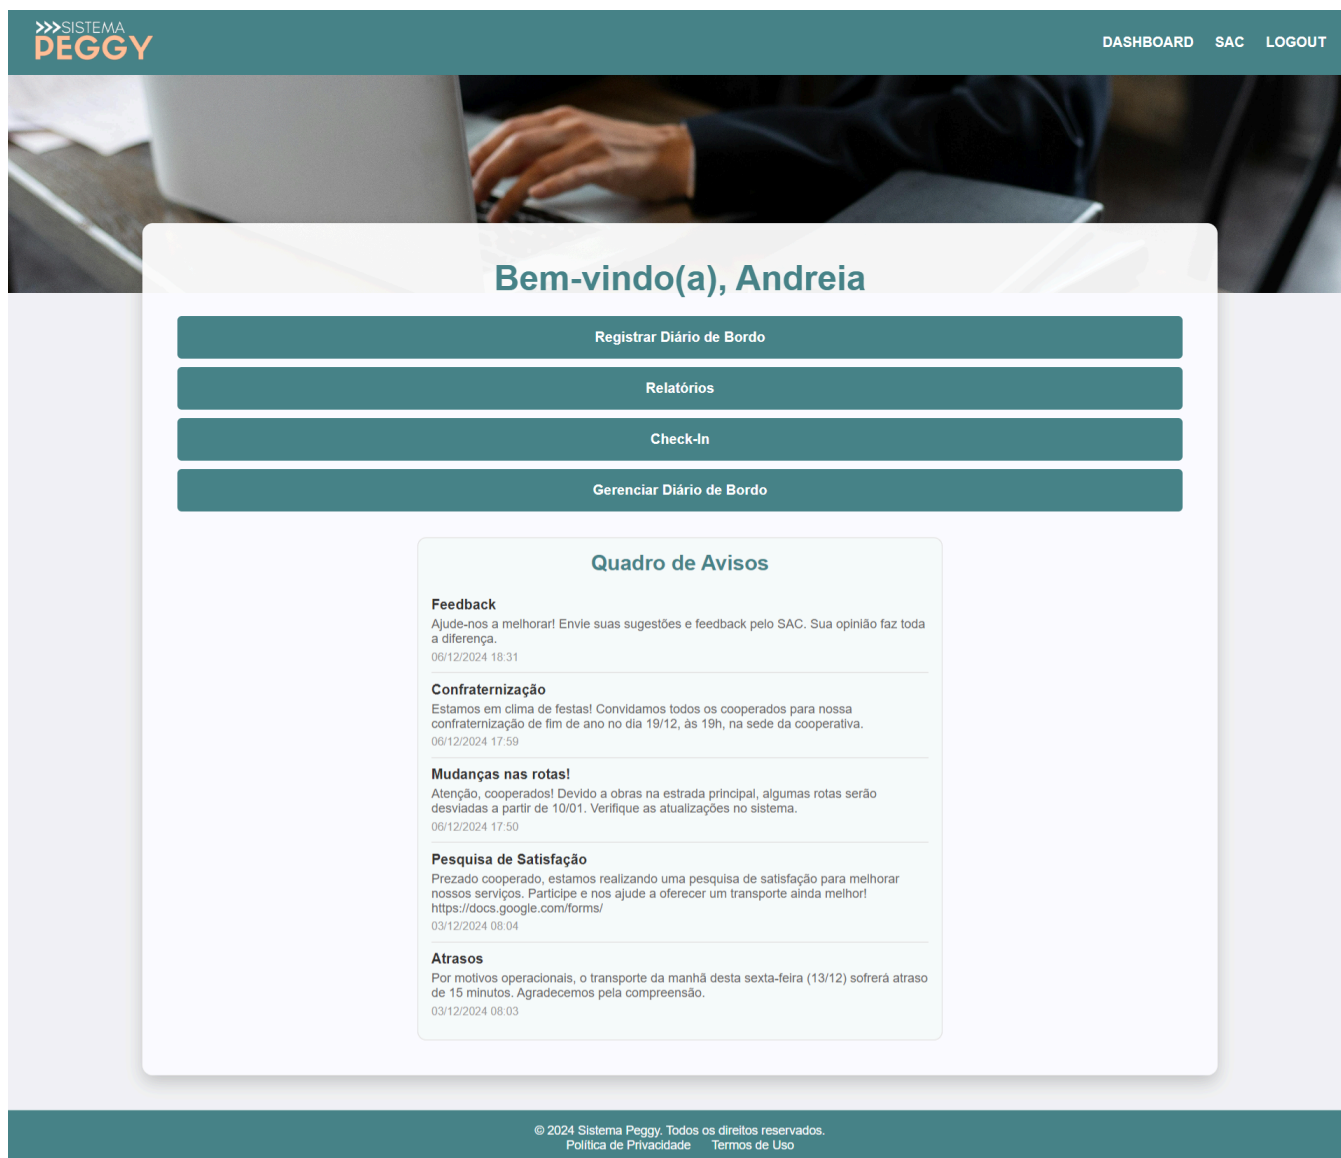 >>>SISTEMA
PEGGY
DASHBOARD SAC LOGOUT
Bem-vindo(a), Andreia
Registrar Diário de Bordo
Relatórios
Check-In
Gerenciar Diário de Bordo
Quadro de Avisos
Feedback
Ajude-nos a melhorar! Envie suas sugestões e feedback pelo SAC. Sua opinião faz toda
a diferença.
06/12/2024 18:31
Confraternização
Estamos em clima de festas! Convidamos todos os cooperados para nossa
confraternização de fim de ano no dia 19/12, às 19h, na sede da cooperativa.
06/12/2024 17:59
Mudanças nas rotas!
Atenção, cooperados! Devido a obras na estrada principal, algumas rotas serão
desviadas a partir de 10/01. Verifique as atualizações no sistema.
06/12/2024 17:50
Pesquisa de Satisfação
Prezado cooperado, estamos realizando uma pesquisa de satisfação para melhorar
nossos serviços. Participe e nos ajude a oferecer um transporte ainda melhor!
https://docs.google.com/forms/
03/12/2024 08:04
Atrasos
Por motivos operacionais, o transporte da manhã desta sexta-feira (13/12) sofrerá atraso
de 15 minutos. Agradecemos pela compreensão.
03/12/2024 08:03
© 2024 Sistema Peggy. Todos os direitos reservados.
Política de Privacidade Termos de Uso